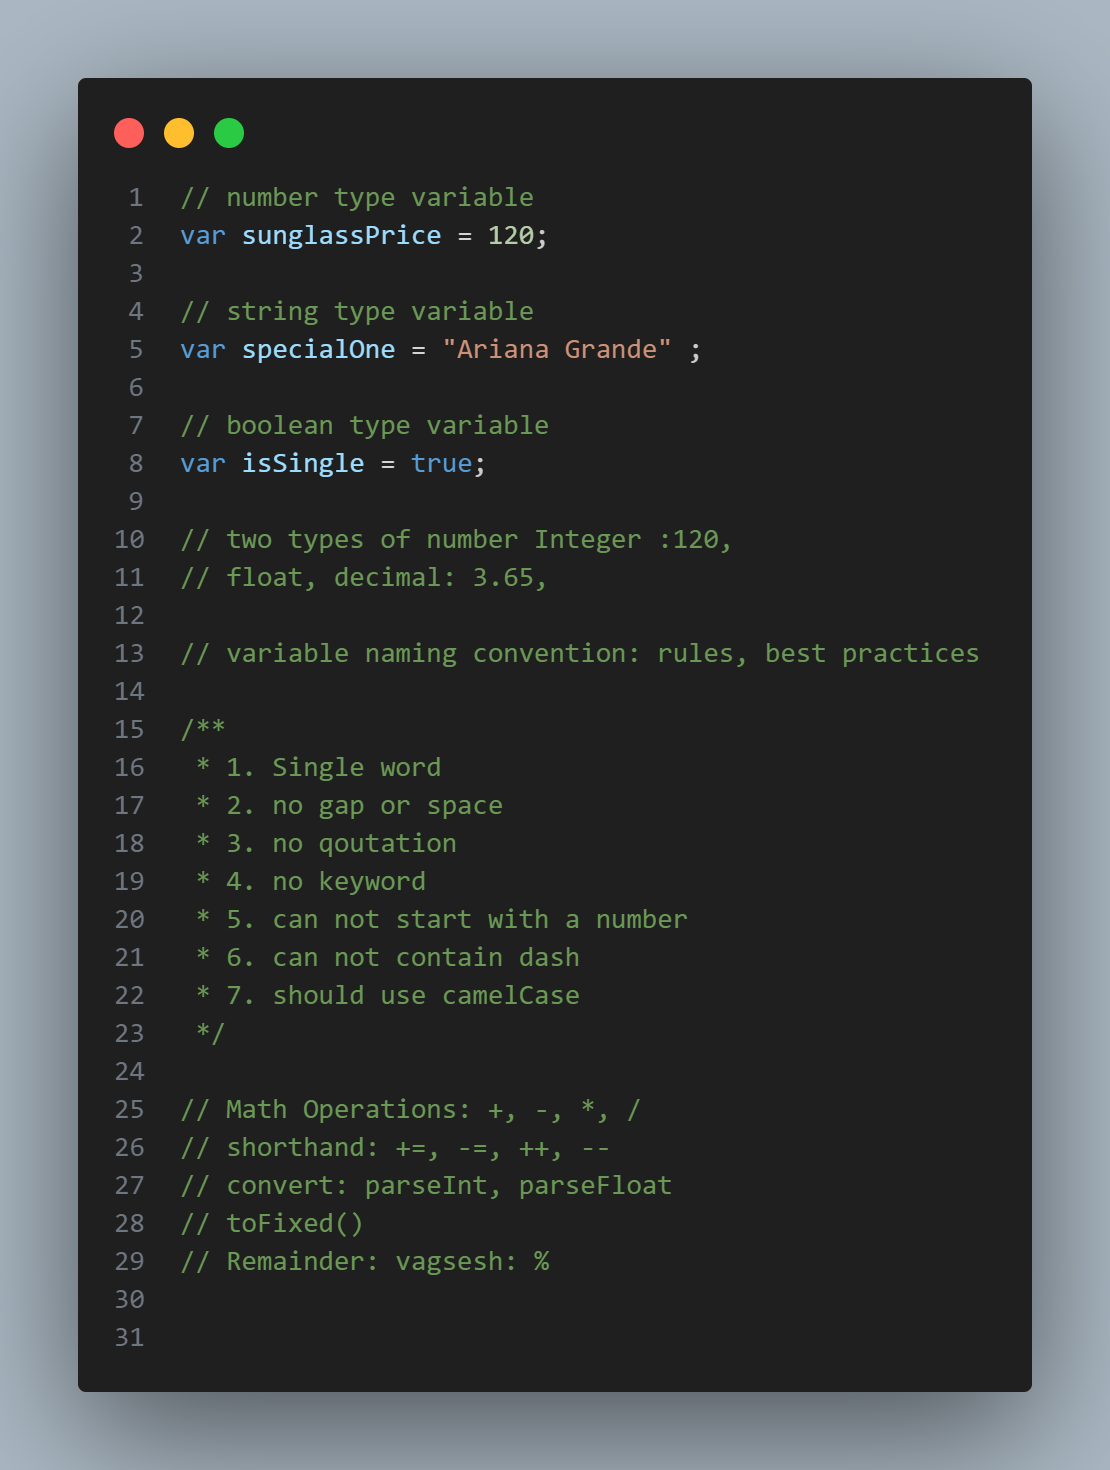 1 // number type variable
2 var sunglassPrice = 120;
3
4 // string type variable
5 var specialOne = "Ariana Grande" ;
6
7 // boolean type variable
8 var isSingle = true;
9
10 // two types of number Integer :120,
11 // float, decimal: 3.65,
12
13 // variable naming convention: rules, best practices
14
15 /**
16  * 1. Single word
17  * 2. no gap or space
18  * 3. no qoutation
19  * 4. no keyword
20  * 5. can not start with a number
21  * 6. can not contain dash
22  * 7. should use camelCase
23  */
24
25 // Math Operations: +, -, *, /
26 // shorthand: +=, -=, ++, --
27 // convert: parseInt, parseFloat
28 // toFixed()
29 // Remainder: vagsesh: %
30
31